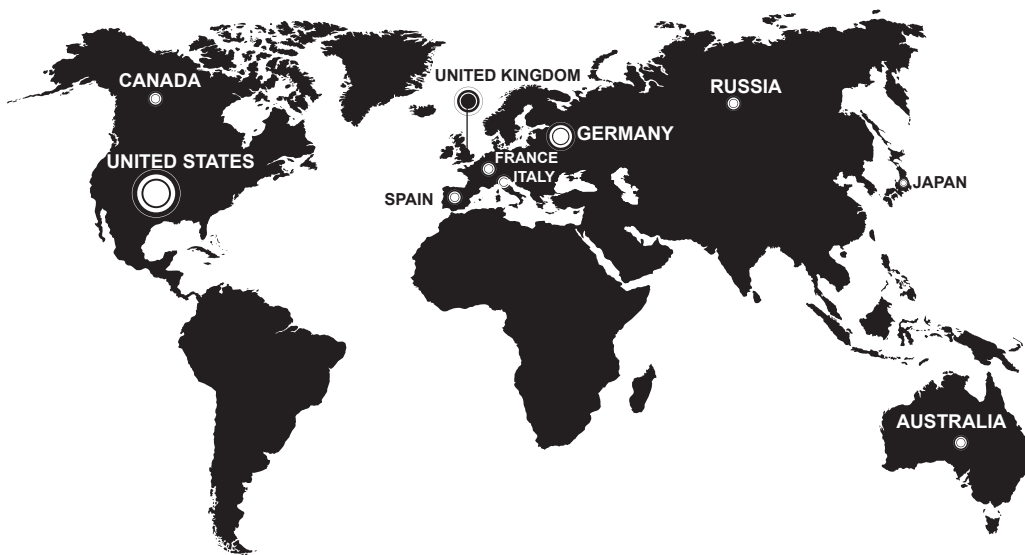 UNITED KINGDOM
CANADA
RUSSIA
GERMANY
UNITED STATES
FRANCE
ITALY
JAPAN
SPAIN
AUSTRALIA